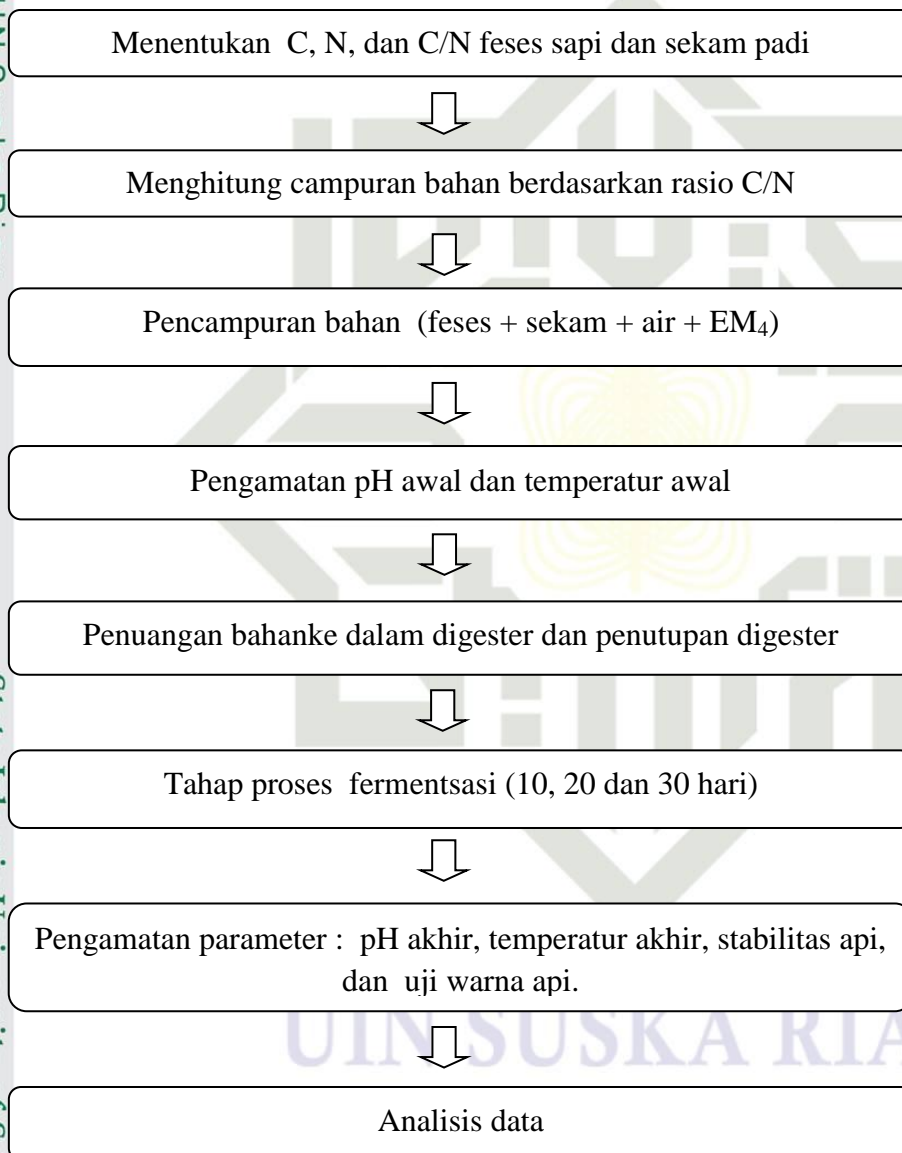 Menentukan C, N, dan C/N feses sapi dan sekam padi
Menghitung campuran bahan berdasarkan rasio C/N
Pencampuran bahan (feses + sekam + air + EM₄)
Pengamatan pH awal dan temperatur awal
Penuangan bahanke dalam digester dan penutupan digester
Tahap proses fermentsasi (10, 20 dan 30 hari)
Pengamatan parameter : pH akhir, temperatur akhir, stabilitas api,
dan uji warna api.
UIN SUSKA RIA
Analisis data